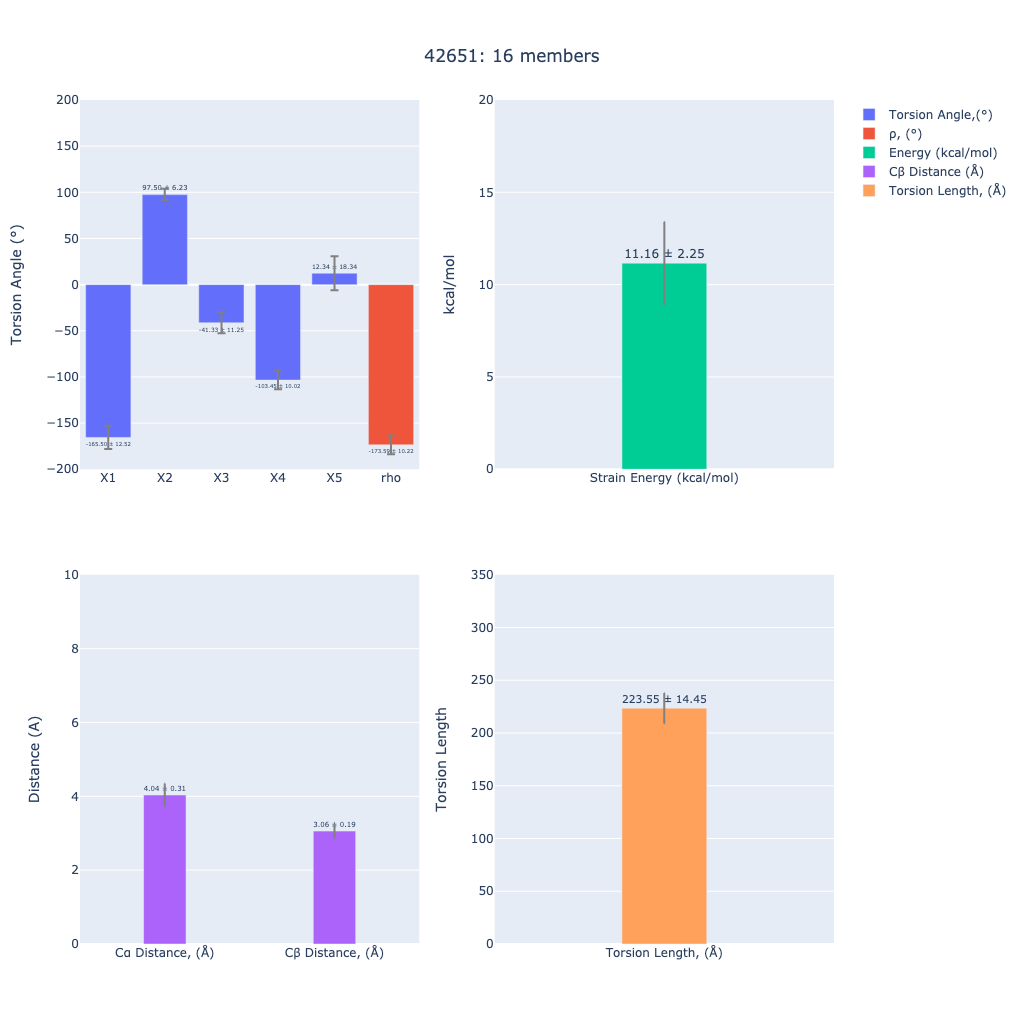 42651: 16 members
Torsion Angle (°)
200
150
100
50
0
−50
−100
−150
−200
97.50 ± 6.23
12.34 ± 18.34
-41.33 ± 11.25
-103.45 ± 10.02
-165.50 ± 12.52
-173.59 ± 10.22
X1 X2 X3 X4 X5 rho
kcal/mol
20
15
10
5
0
11.16 ± 2.25
Strain Energy (kcal/mol)
Torsion Angle,(°)
ρ, (°)
Energy (kcal/mol)
Cβ Distance (Å)
Torsion Length, (Å)
Distance (A)
10
8
6
4
2
0
4.04 ± 0.31
3.06 ± 0.19
Cα Distance, (Å) Cβ Distance, (Å)
Torsion Length
350
300
250
200
150
100
50
0
223.55 ± 14.45
Torsion Length, (Å)